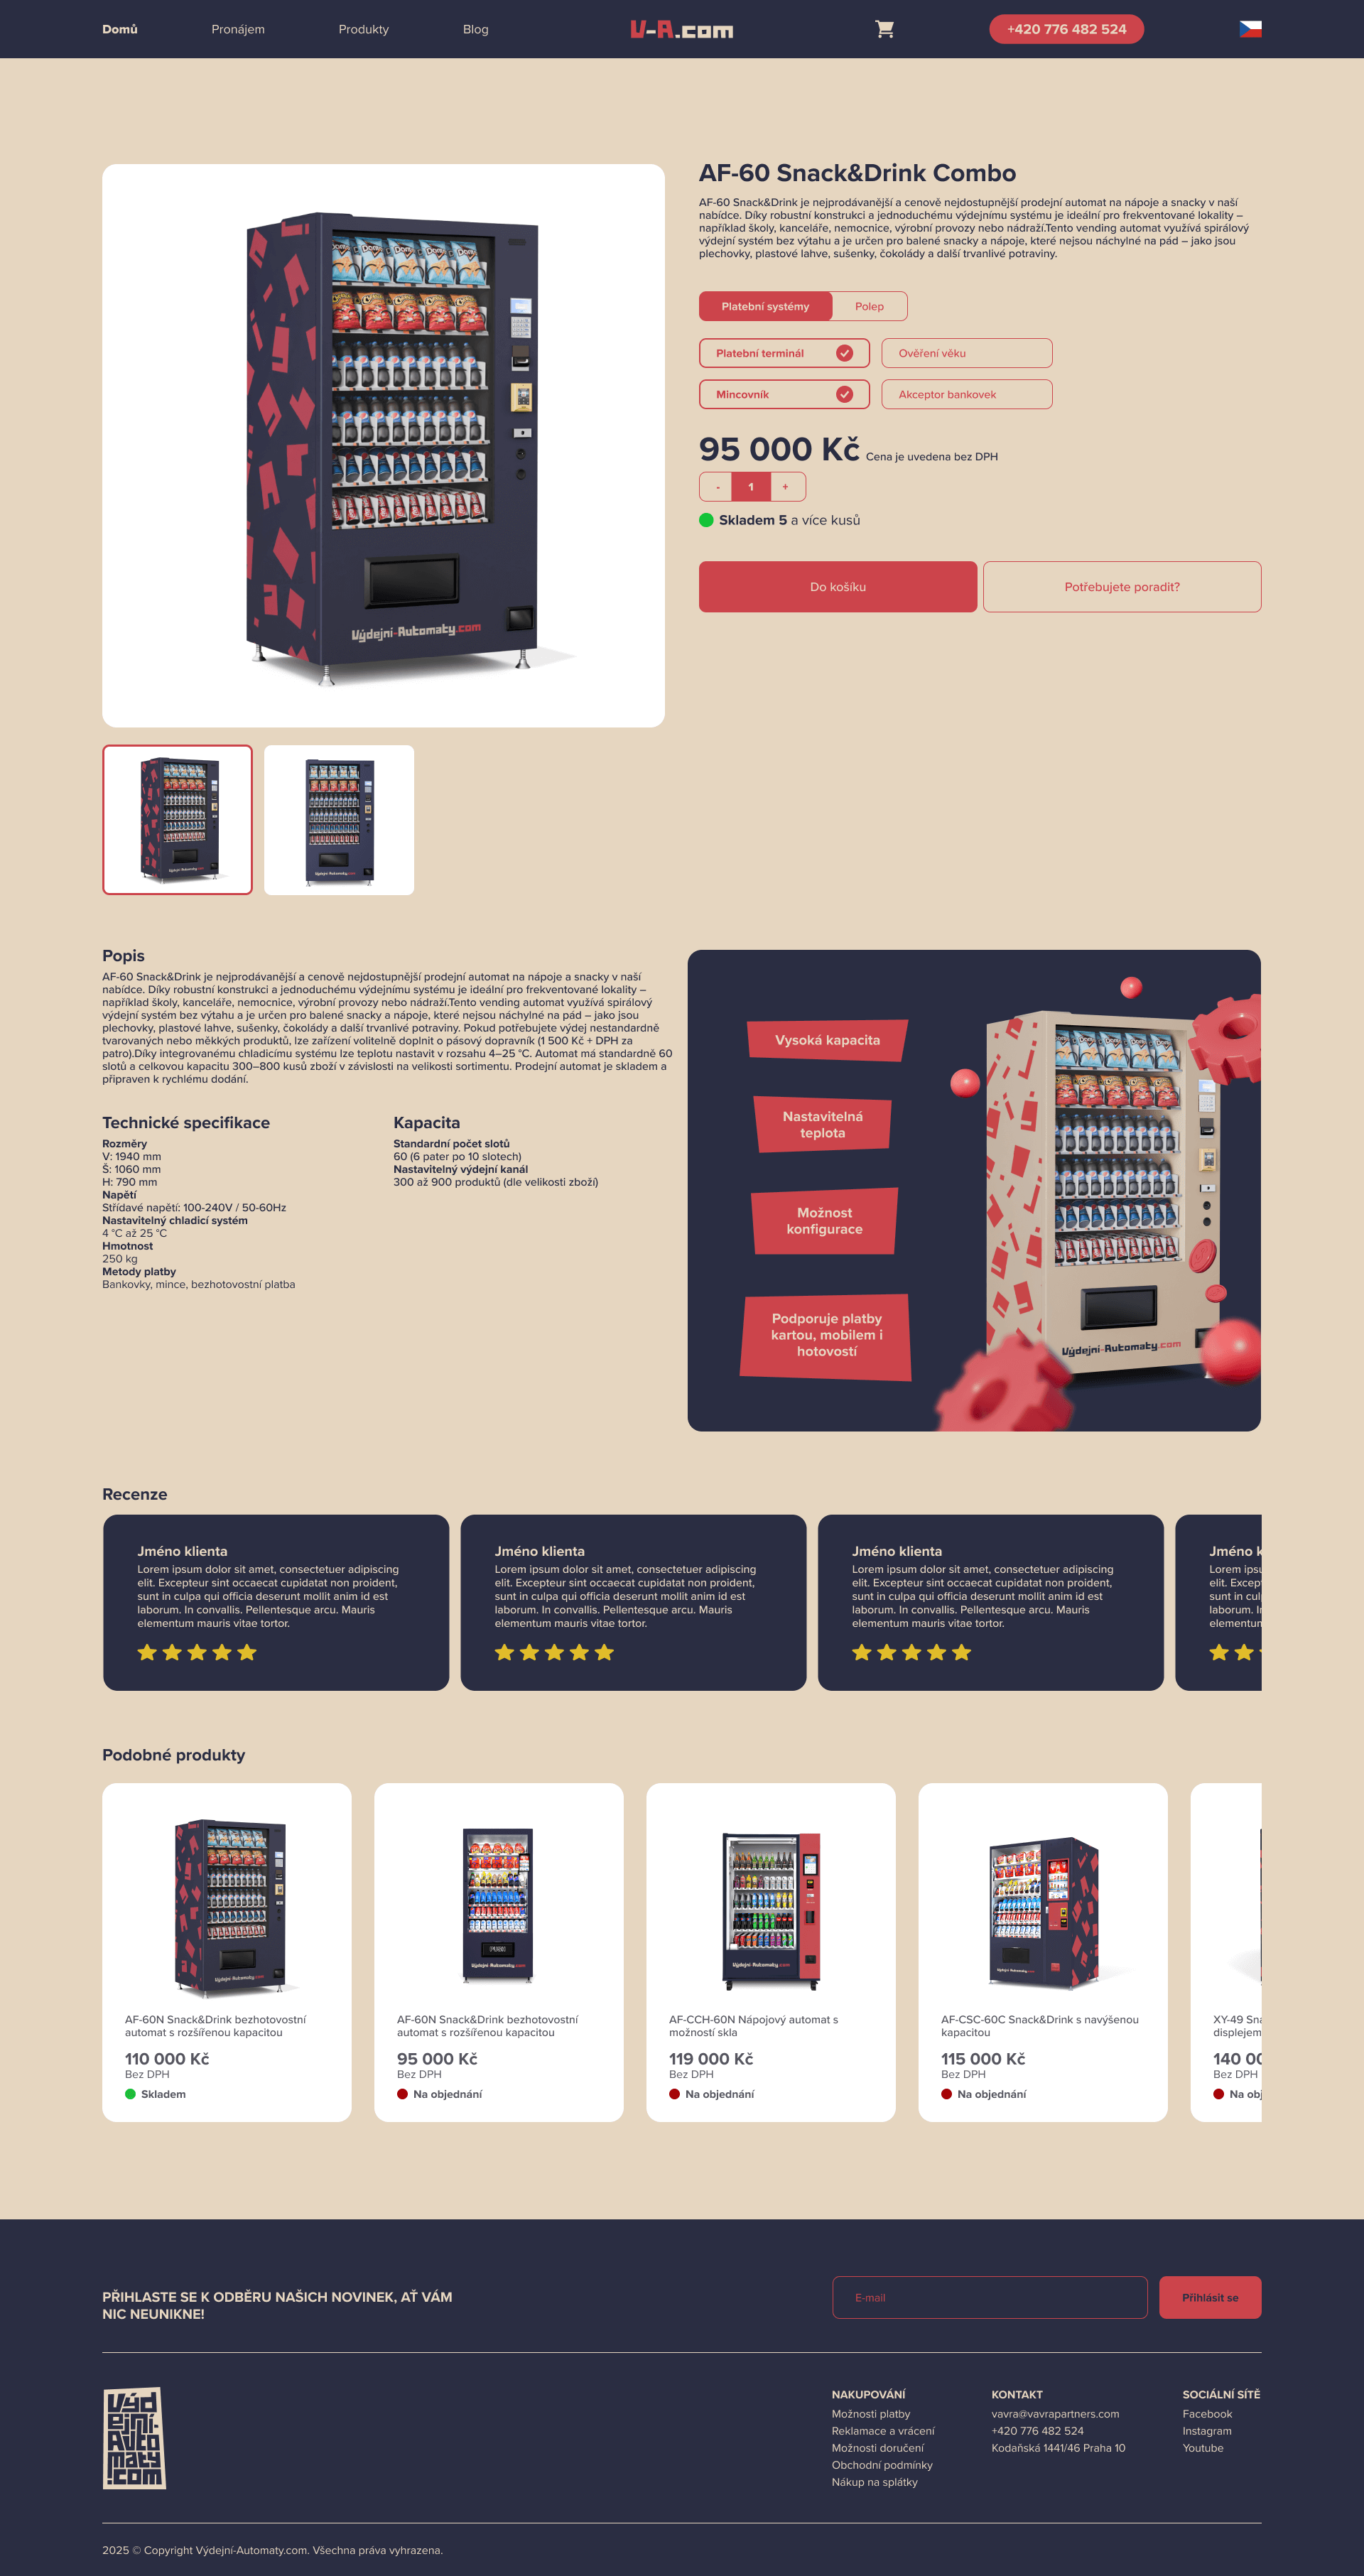 Domů
Pronájem
Produkty
Blog
V-A.com
+420 776 482 524
AF-60 Snack&Drink Combo
AF-60 Snack&Drink je nejprodávanější a cenově nejdostupnější prodejní automat na nápoje a snacky v naší
nabídce. Díky robustní konstrukci a jednoduchému výdejnímu systému je ideální pro frekventované lokality –
například školy, kanceláře, nemocnice, výrobní provozy nebo nádraží.Tento vending automat využívá spirálový
výdejní systém bez výtahu a je určen pro balené snacky a nápoje, které nejsou náchylné na pád – jako jsou
plechovky, plastové lahve, sušenky, čokolády a další trvanlivé potraviny.
Platební systémy
Polep
Platební terminál
Ověření věku
Mincovník
Akceptor bankovek
95 000 Kč Cena je uvedena bez DPH
- 1 +
Skladem 5 a více kusů
Do košíku
Potřebujete poradit?
Výdejní-Automaty.com
Popis
AF-60 Snack&Drink je nejprodávanější a cenově nejdostupnější prodejní automat na nápoje a snacky v naší
nabídce. Díky robustní konstrukci a jednoduchému výdejnímu systému je ideální pro frekventované lokality –
například školy, kanceláře, nemocnice, výrobní provozy nebo nádraží.Tento vending automat využívá spirálový
výdejní systém bez výtahu a je určen pro balené snacky a nápoje, které nejsou náchylné na pád – jako jsou
plechovky, plastové lahve, sušenky, čokolády a další trvanlivé potraviny. Pokud potřebujete výdej nestandardně
tvarovaných nebo měkkých produktů, lze zařízení volitelně doplnit o pásový dopravník (1 500 Kč + DPH za
patro).Díky integrovanému chladicímu systému lze teplotu nastavit v rozsahu 4–25 °C. Automat má standardně 60
slotů a celkovou kapacitu 300–800 kusů zboží v závislosti na velikosti sortimentu. Prodejní automat je skladem a
připraven k rychlému dodání.
Technické specifikace
Rozměry
V: 1940 mm
Š: 1060 mm
H: 790 mm
Napětí
Střídavé napětí: 100-240V / 50-60Hz
Nastavitelný chladicí systém
4 °C až 25 °C
Hmotnost
250 kg
Metody platby
Bankovky, mince, bezhotovostní platba
Kapacita
Standardní počet slotů
60 (6 pater po 10 slotech)
Nastavitelný výdejní kanál
300 až 900 produktů (dle velikosti zboží)
Vysoká kapacita
Nastavitelná
teplota
Možnost
konfigurace
Podporuje platby
kartou, mobilem i
hotovostí
Výdejní-Automaty.com
Recenze
Jméno klienta
Lorem ipsum dolor sit amet, consectetuer adipiscing
elit. Excepteur sint occaecat cupidatat non proident,
sunt in culpa qui officia deserunt mollit anim id est
laborum. In convallis. Pellentesque arcu. Mauris
elementum mauris vitae tortor.
Jméno klienta
Lorem ipsum dolor sit amet, consectetuer adipiscing
elit. Excepteur sint occaecat cupidatat non proident,
sunt in culpa qui officia deserunt mollit anim id est
laborum. In convallis. Pellentesque arcu. Mauris
elementum mauris vitae tortor.
Jméno klienta
Lorem ipsum dolor sit amet, consectetuer adipiscing
elit. Excepteur sint occaecat cupidatat non proident,
sunt in culpa qui officia deserunt mollit anim id est
laborum. In convallis. Pellentesque arcu. Mauris
elementum mauris vitae tortor.
Jméno
Lorem
elit.
sunt in
laborum.
Podobné produkty
AF-60N Snack&Drink bezhotovostní
automat s rozšířenou kapacitou
110 000 Kč
Bez DPH
Skladem
AF-60N Snack&Drink bezhotovostní
automat s rozšířenou kapacitou
95 000 Kč
Bez DPH
Na objednání
AF-CCH-60N Nápojový automat s
možností skla
119 000 Kč
Bez DPH
Na objednání
AF-CSC-60C Snack&Drink s navýšenou
kapacitou
115 000 Kč
Bez DPH
Na objednání
XY-49
displejem
140
Bez DPH
Na
PŘIHLASTE SE K ODBĚRU NAŠICH NOVINEK, AŤ VÁM
NIC NEUNIKNE!
E-mail
Přihlásit se
Výd
ejní-
Auto
maty
.com
NAKUPOVÁNÍ
Možnosti platby
Reklamace a vrácení
Možnosti doručení
Obchodní podmínky
Nákup na splátky
KONTAKT
vavra@vavrapartners.com
+420 776 482 524
Kodaňská 1441/46 Praha 10
SOCIÁLNÍ SÍTĚ
Facebook
Instagram
Youtube
2025 © Copyright Výdejní-Automaty.com. Všechna práva vyhrazena.